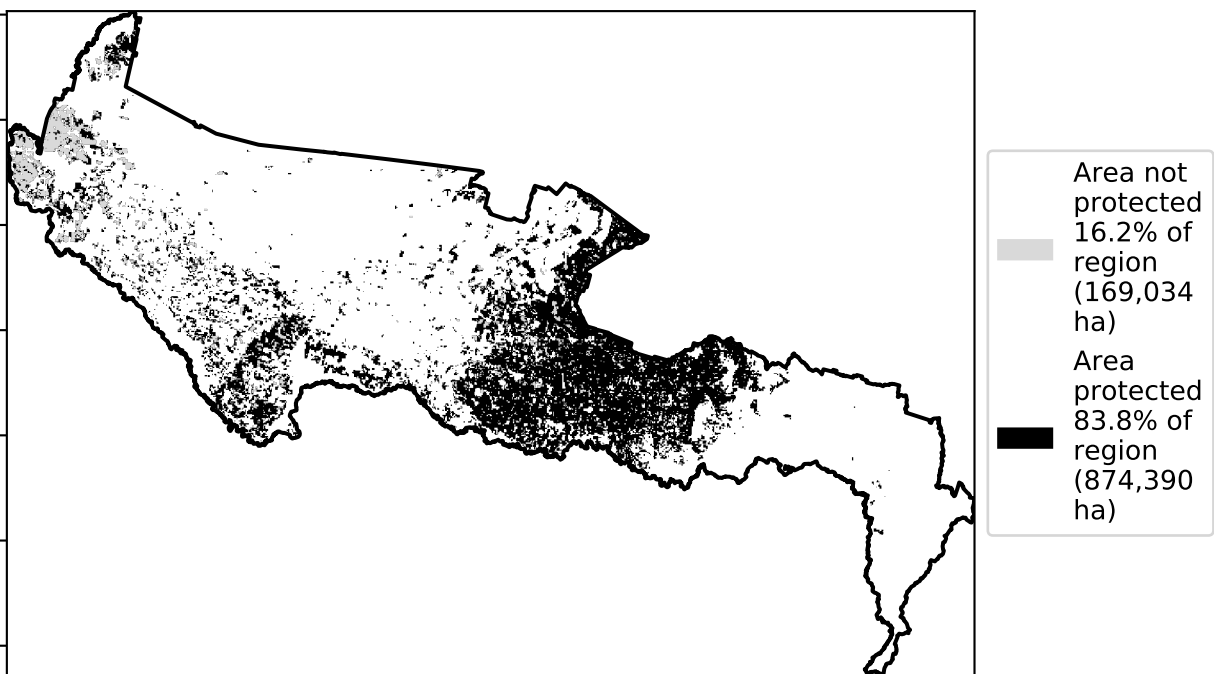 Area not
protected
16.2% of
region
(169,034
ha)
Area
protected
83.8% of
region
(874,390
ha)